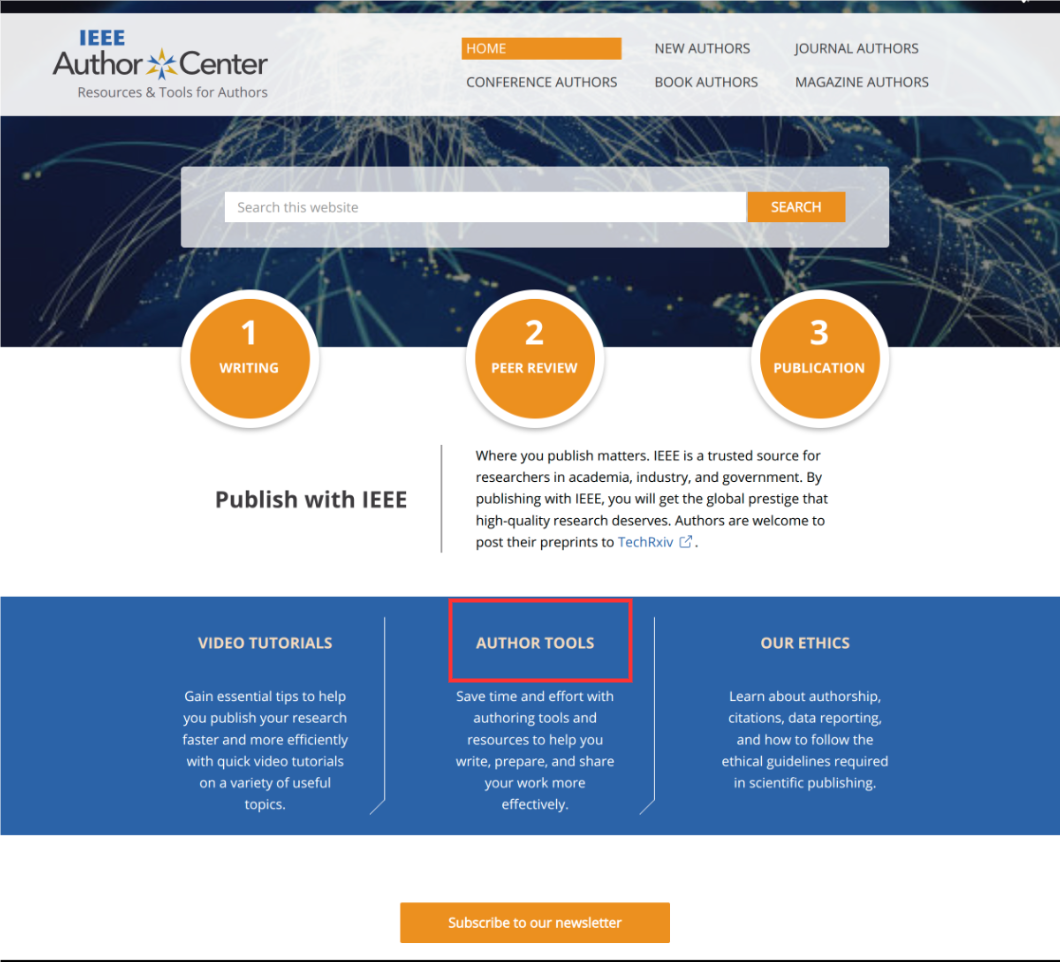 IEEE
Author Center
Resources & Tools for Authors
HOME
NEW AUTHORS
JOURNAL AUTHORS
CONFERENCE AUTHORS
BOOK AUTHORS
MAGAZINE AUTHORS
Search this website
SEARCH
1
WRITING
2
PEER REVIEW
3
PUBLICATION
Publish with IEEE
Where you publish matters. IEEE is a trusted source for
researchers in academia, industry, and government. By
publishing with IEEE, you will get the global prestige that
high-quality research deserves. Authors are welcome to
post their preprints to TechRxiv .
VIDEO TUTORIALS
Gain essential tips to help
you publish your research
faster and more efficiently
with quick video tutorials
on a variety of useful
topics.
AUTHOR TOOLS
Save time and effort with
authoring tools and
resources to help you
write, prepare, and share
your work more
effectively.
OUR ETHICS
Learn about authorship,
citations, data reporting,
and how to follow the
ethical guidelines required
in scientific publishing.
Subscribe to our newsletter